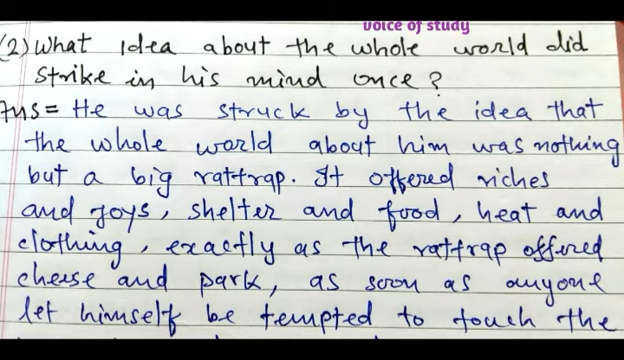 voice of study
(2) What idea about the whole world did
strike in his mind once?
Ans = He was struck by the idea that
the whole world about him was nothing
but a big rattrap. It offered riches
and joys, shelter and food, heat and
clothing, exactly as the rattrap offered
cheese and park, as soon as anyone
let himself be tempted to touch the